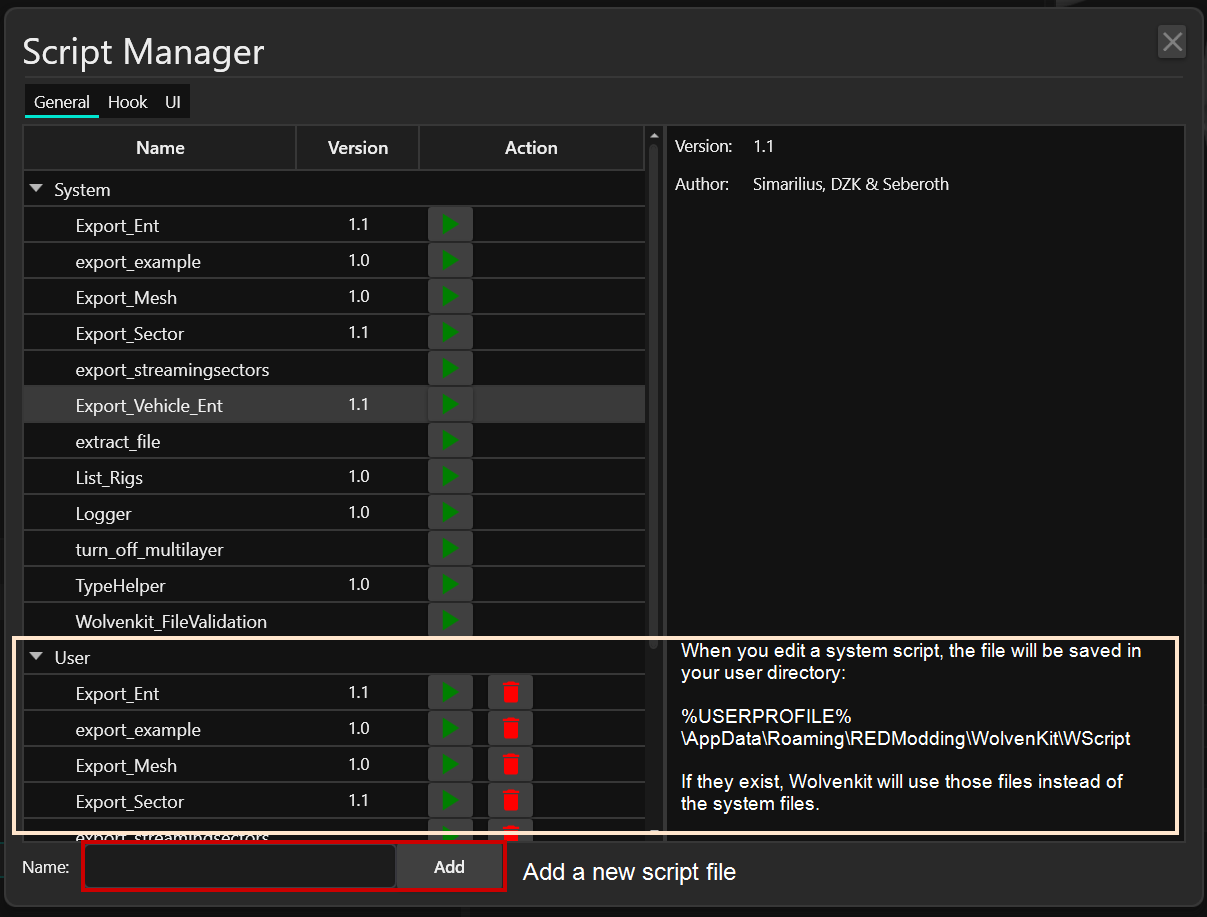 Script Manager
General Hook UI
Name Version Action
System
Export_Ent 1.1
export_example 1.0
Export_Mesh 1.0
Export_Sector 1.1
export_streamingsectors
Export_Vehicle_Ent 1.1
extract_file
List_Rigs 1.0
Logger 1.0
turn_off_multilayer
TypeHelper 1.0
Wolvenkit_FileValidation
User
Export_Ent 1.1
export_example 1.0
Export_Mesh 1.0
Export_Sector 1.1
export_streamingsectors
Version: 1.1
Author: Simarilius, DZK & Seberoth
When you edit a system script, the file will be saved in
your user directory:
%USERPROFILE%
\AppData\Roaming\REDModding\WolvenKit\WScript
If they exist, Wolvenkit will use those files instead of
the system files.
Name: Add
Add a new script file